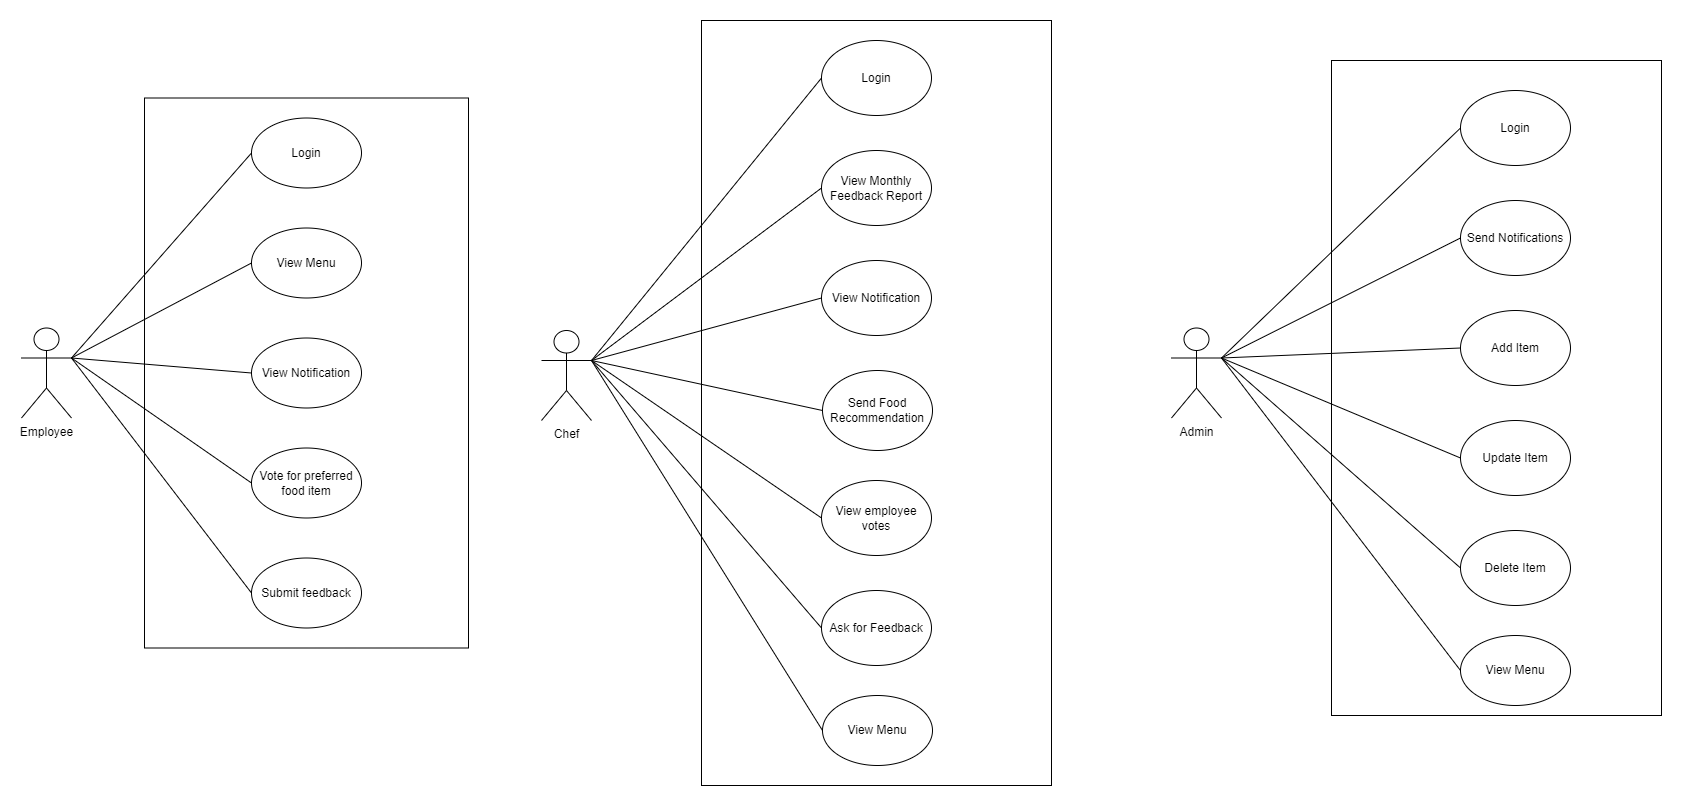 Login
View Menu
View Notification
Vote for preferred
food item
Submit feedback
Employee
Login
View Monthly
Feedback Report
View Notification
Send Food
Recommendation
View employee
votes
Ask for Feedback
View Menu
Chef
Login
Send Notifications
Add Item
Update Item
Delete Item
View Menu
Admin